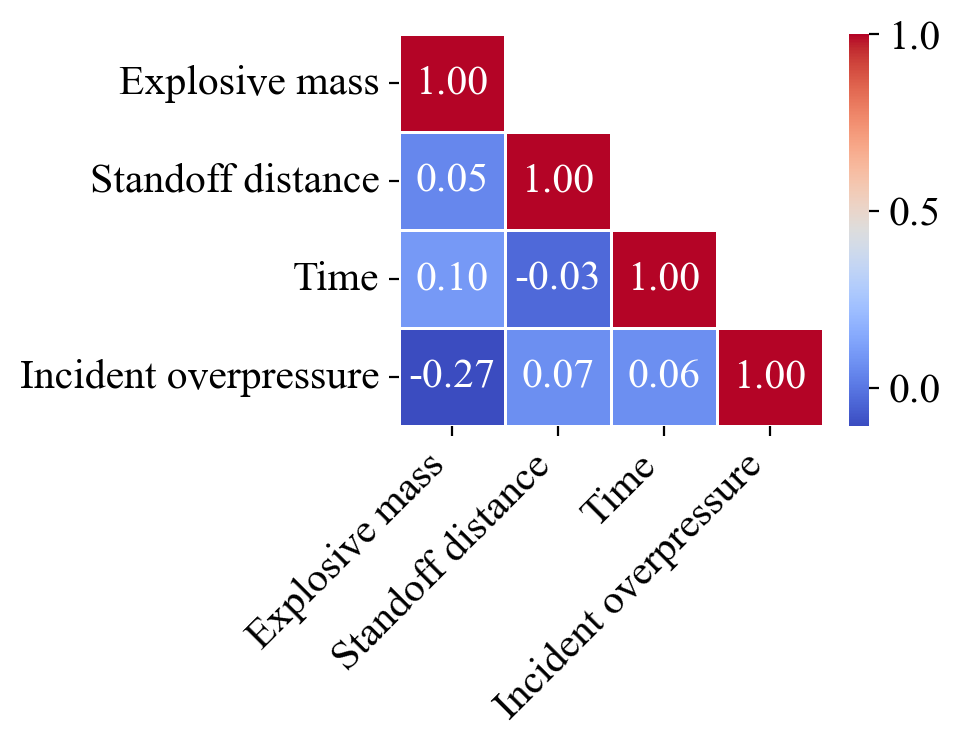 1.0
Explosive mass 1.00
Standoff distance 0.05 1.00
0.5
Time 0.10 -0.03 1.00
Incident overpressure -0.27 0.07 0.06 1.00
0.0
Explosive mass
Standoff distance
Time
Incident overpressure